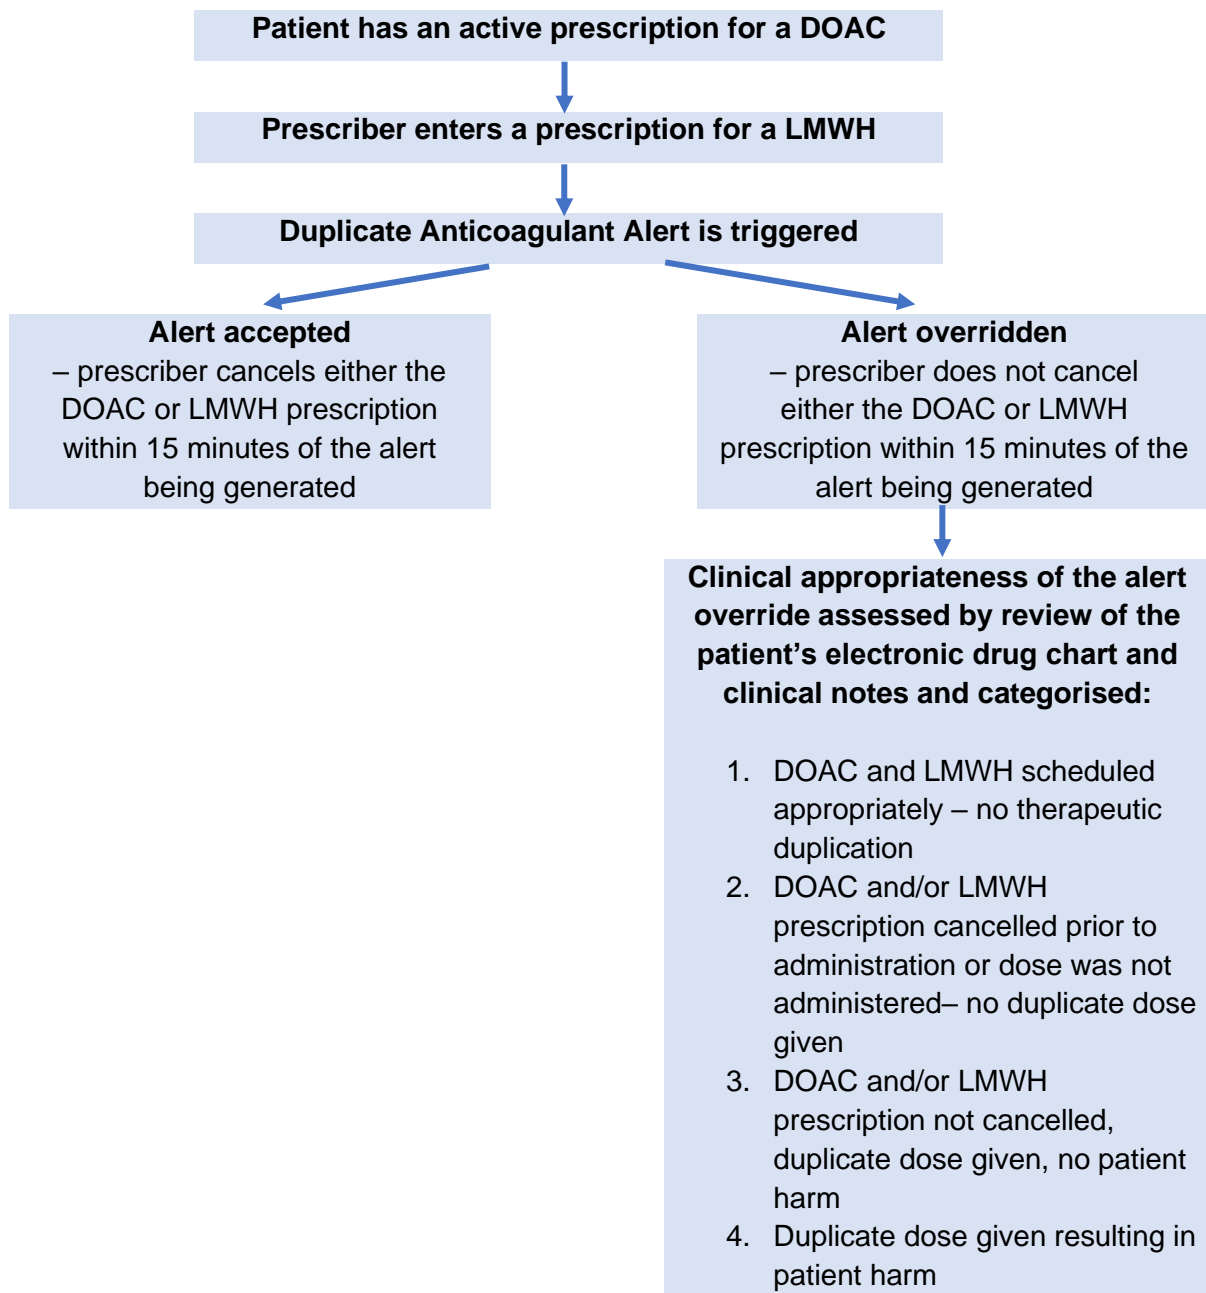 Patient has an active prescription for a DOAC
Prescriber enters a prescription for a LMWH
Duplicate Anticoagulant Alert is triggered
Alert accepted
– prescriber cancels either the
DOAC or LMWH prescription
within 15 minutes of the alert
being generated
Alert overridden
– prescriber does not cancel
either the DOAC or LMWH
prescription within 15 minutes of the
alert being generated
Clinical appropriateness of the alert
override assessed by review of the
patient’s electronic drug chart and
clinical notes and categorised:
1. DOAC and LMWH scheduled
appropriately – no therapeutic
duplication
2. DOAC and/or LMWH
prescription cancelled prior to
administration or dose was not
administered– no duplicate dose
given
3. DOAC and/or LMWH
prescription not cancelled,
duplicate dose given, no patient
harm
4. Duplicate dose given resulting in
patient harm